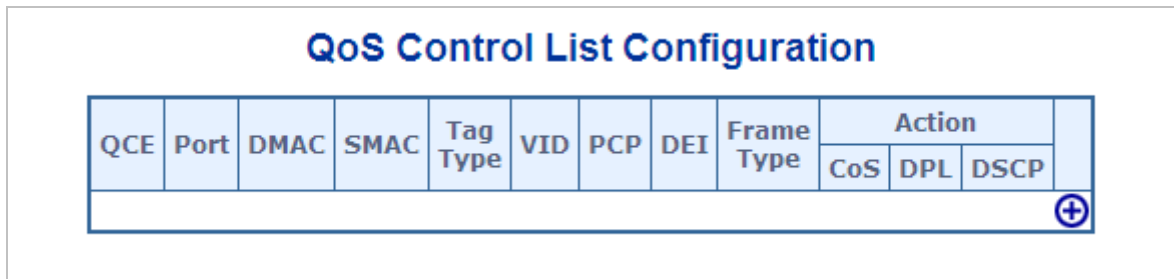 QoS Control List Configuration
QCE Port DMAC SMAC Tag Type VID PCP DEI Frame Type Action
CoS DPL DSCP